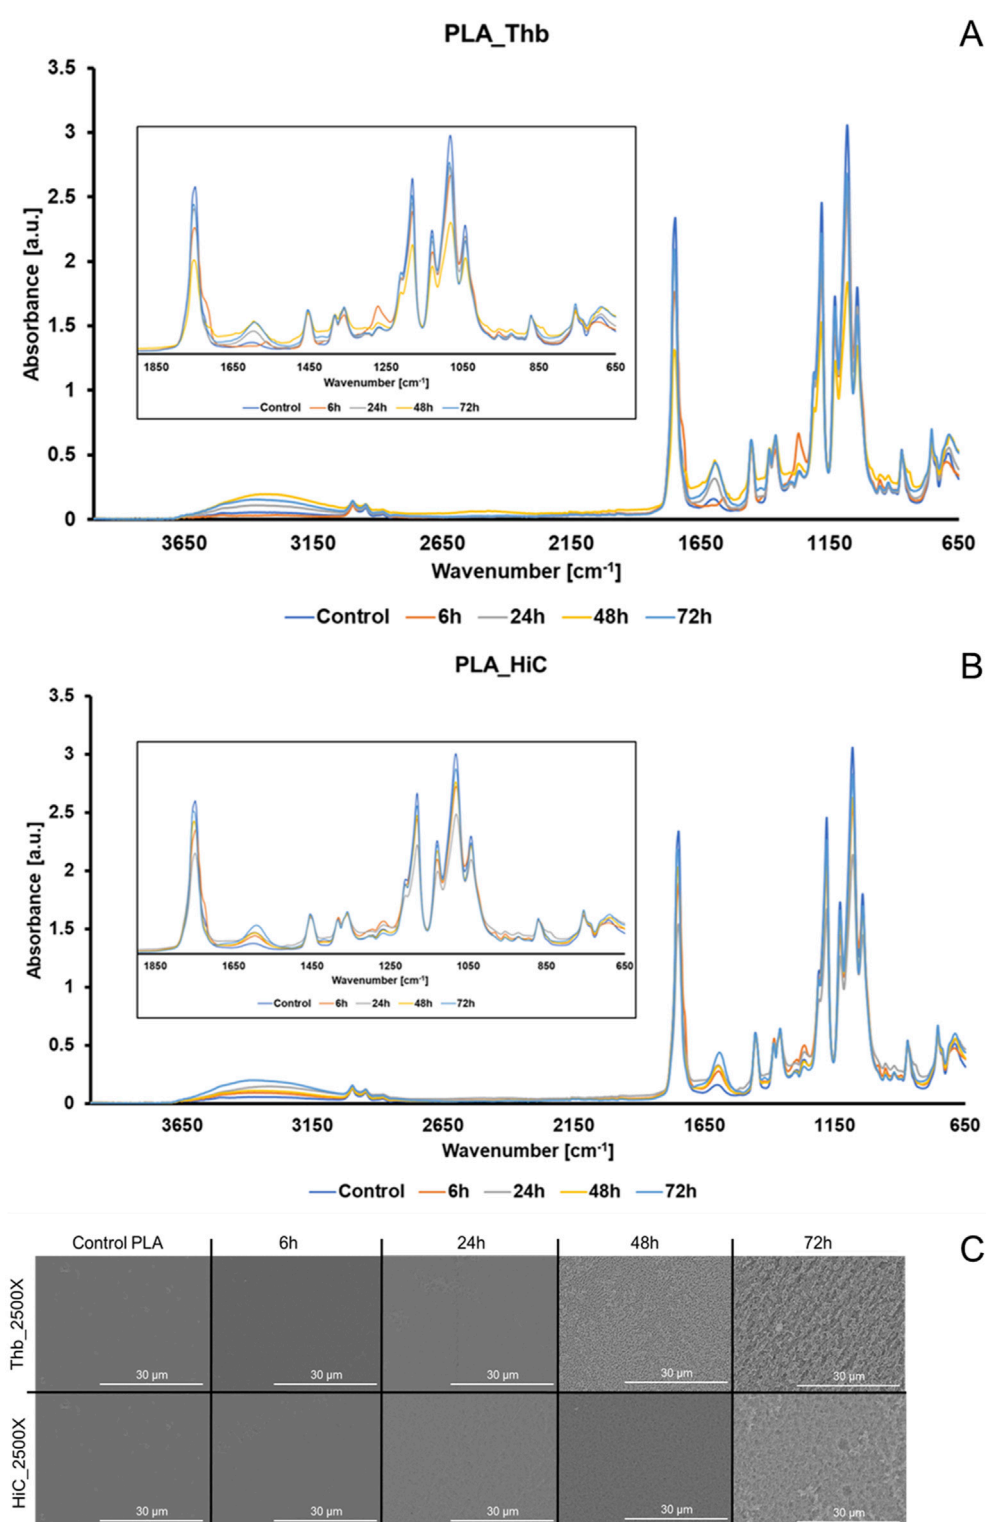 PLA_Thb
A
3.5
3
2.5
2
1.5
1
0.5
0
Absorbance [a.u.]
1850 1650 1450 1250 1050 850 650
Wavenumber [cm-1]
Control 6h 24h 48h 72h
3650 3150 2650 2150 1650 1150 650
Wavenumber [cm-1]
Control 6h 24h 48h 72h
PLA_HiC
B
3.5
3
2.5
2
1.5
1
0.5
0
Absorbance [a.u.]
1850 1650 1450 1250 1050 850 650
Wavenumber [cm-1]
Control 6h 24h 48h 72h
3650 3150 2650 2150 1650 1150 650
Wavenumber [cm-1]
Control 6h 24h 48h 72h
C
Control PLA 6h 24h 48h 72h
Thb_2500X
30 µm 30 µm 30 µm 30 µm 30 µm
HiC_2500X
30 µm 30 µm 30 µm 30 µm 30 µm